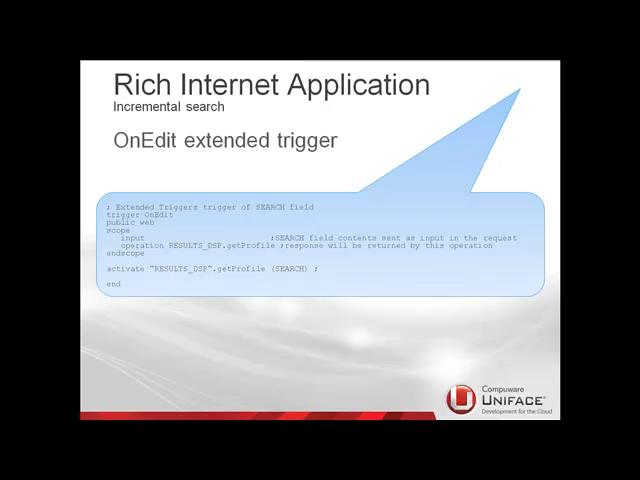 Rich Internet Application
Incremental search
OnEdit extended trigger
; Extended Triggers trigger of SEARCH field
trigger OnEdit
public web
scope
input ;SEARCH field contents sent as input in the request
operation RESULTS_DSP.getProfile ;response will be returned by this operation
endscope
activate "RESULTS_DSP".getProfile (SEARCH) ;
end
Compuware
UNIFACE®
Development for the Cloud